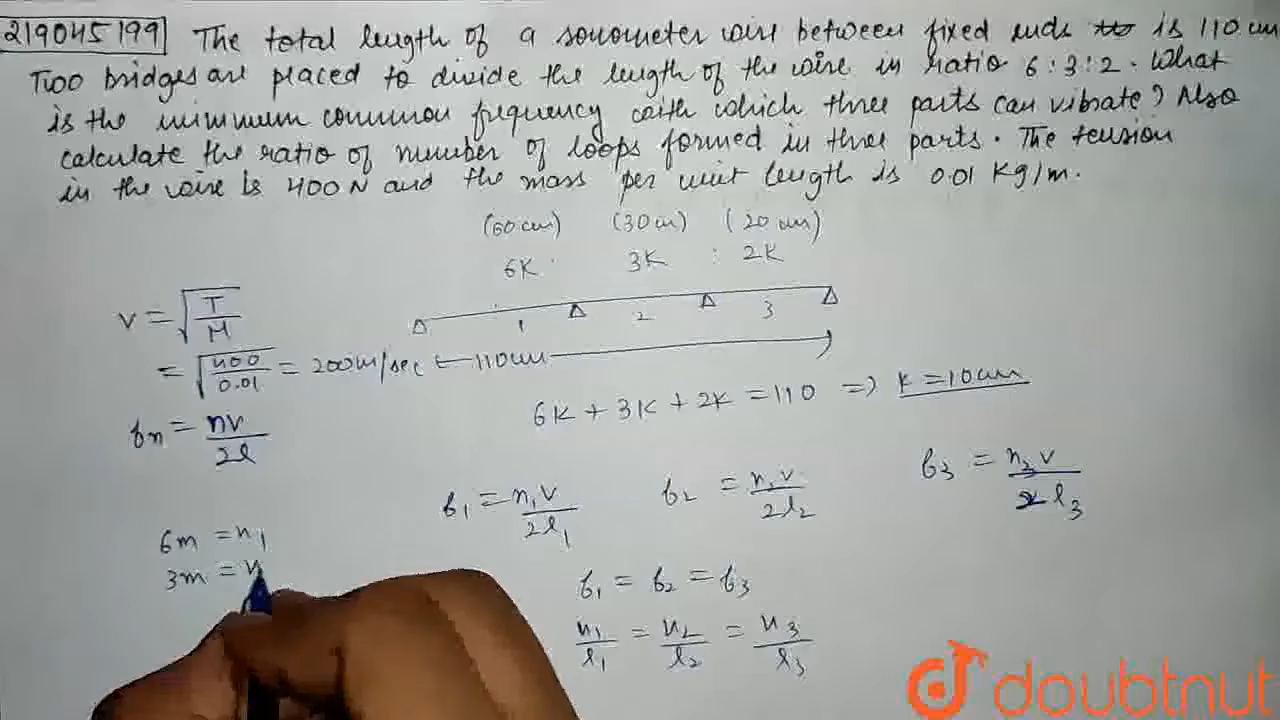 219045199 The total length of a sonometer wire between fixed ends is 110 cm
Two bridges are placed to divide the length of the wire in ratio 6:3:2. What
is the minimum common frequency with which three parts can vibrate? Also
calculate the ratio of number of loops formed in three parts. The tension
in the wire is 400 N and the mass per unit length is 0.01 Kg/m.
(60 cm) (30 cm) (20 cm)
6K : 3K : 2K
1 2 3
110 cm
V = √(T/M)
= √(400/0.01) = 200 m/sec
6K + 3K + 2K = 110 => K = 10 cm
fn = nv/2l
f1 = n1v/2l1
f2 = n2v/2l2
f3 = n3v/2l3
6m = n1
3m = n
f1 = f2 = f3
n1/l1 = n2/l2 = n3/l3
doubtnut